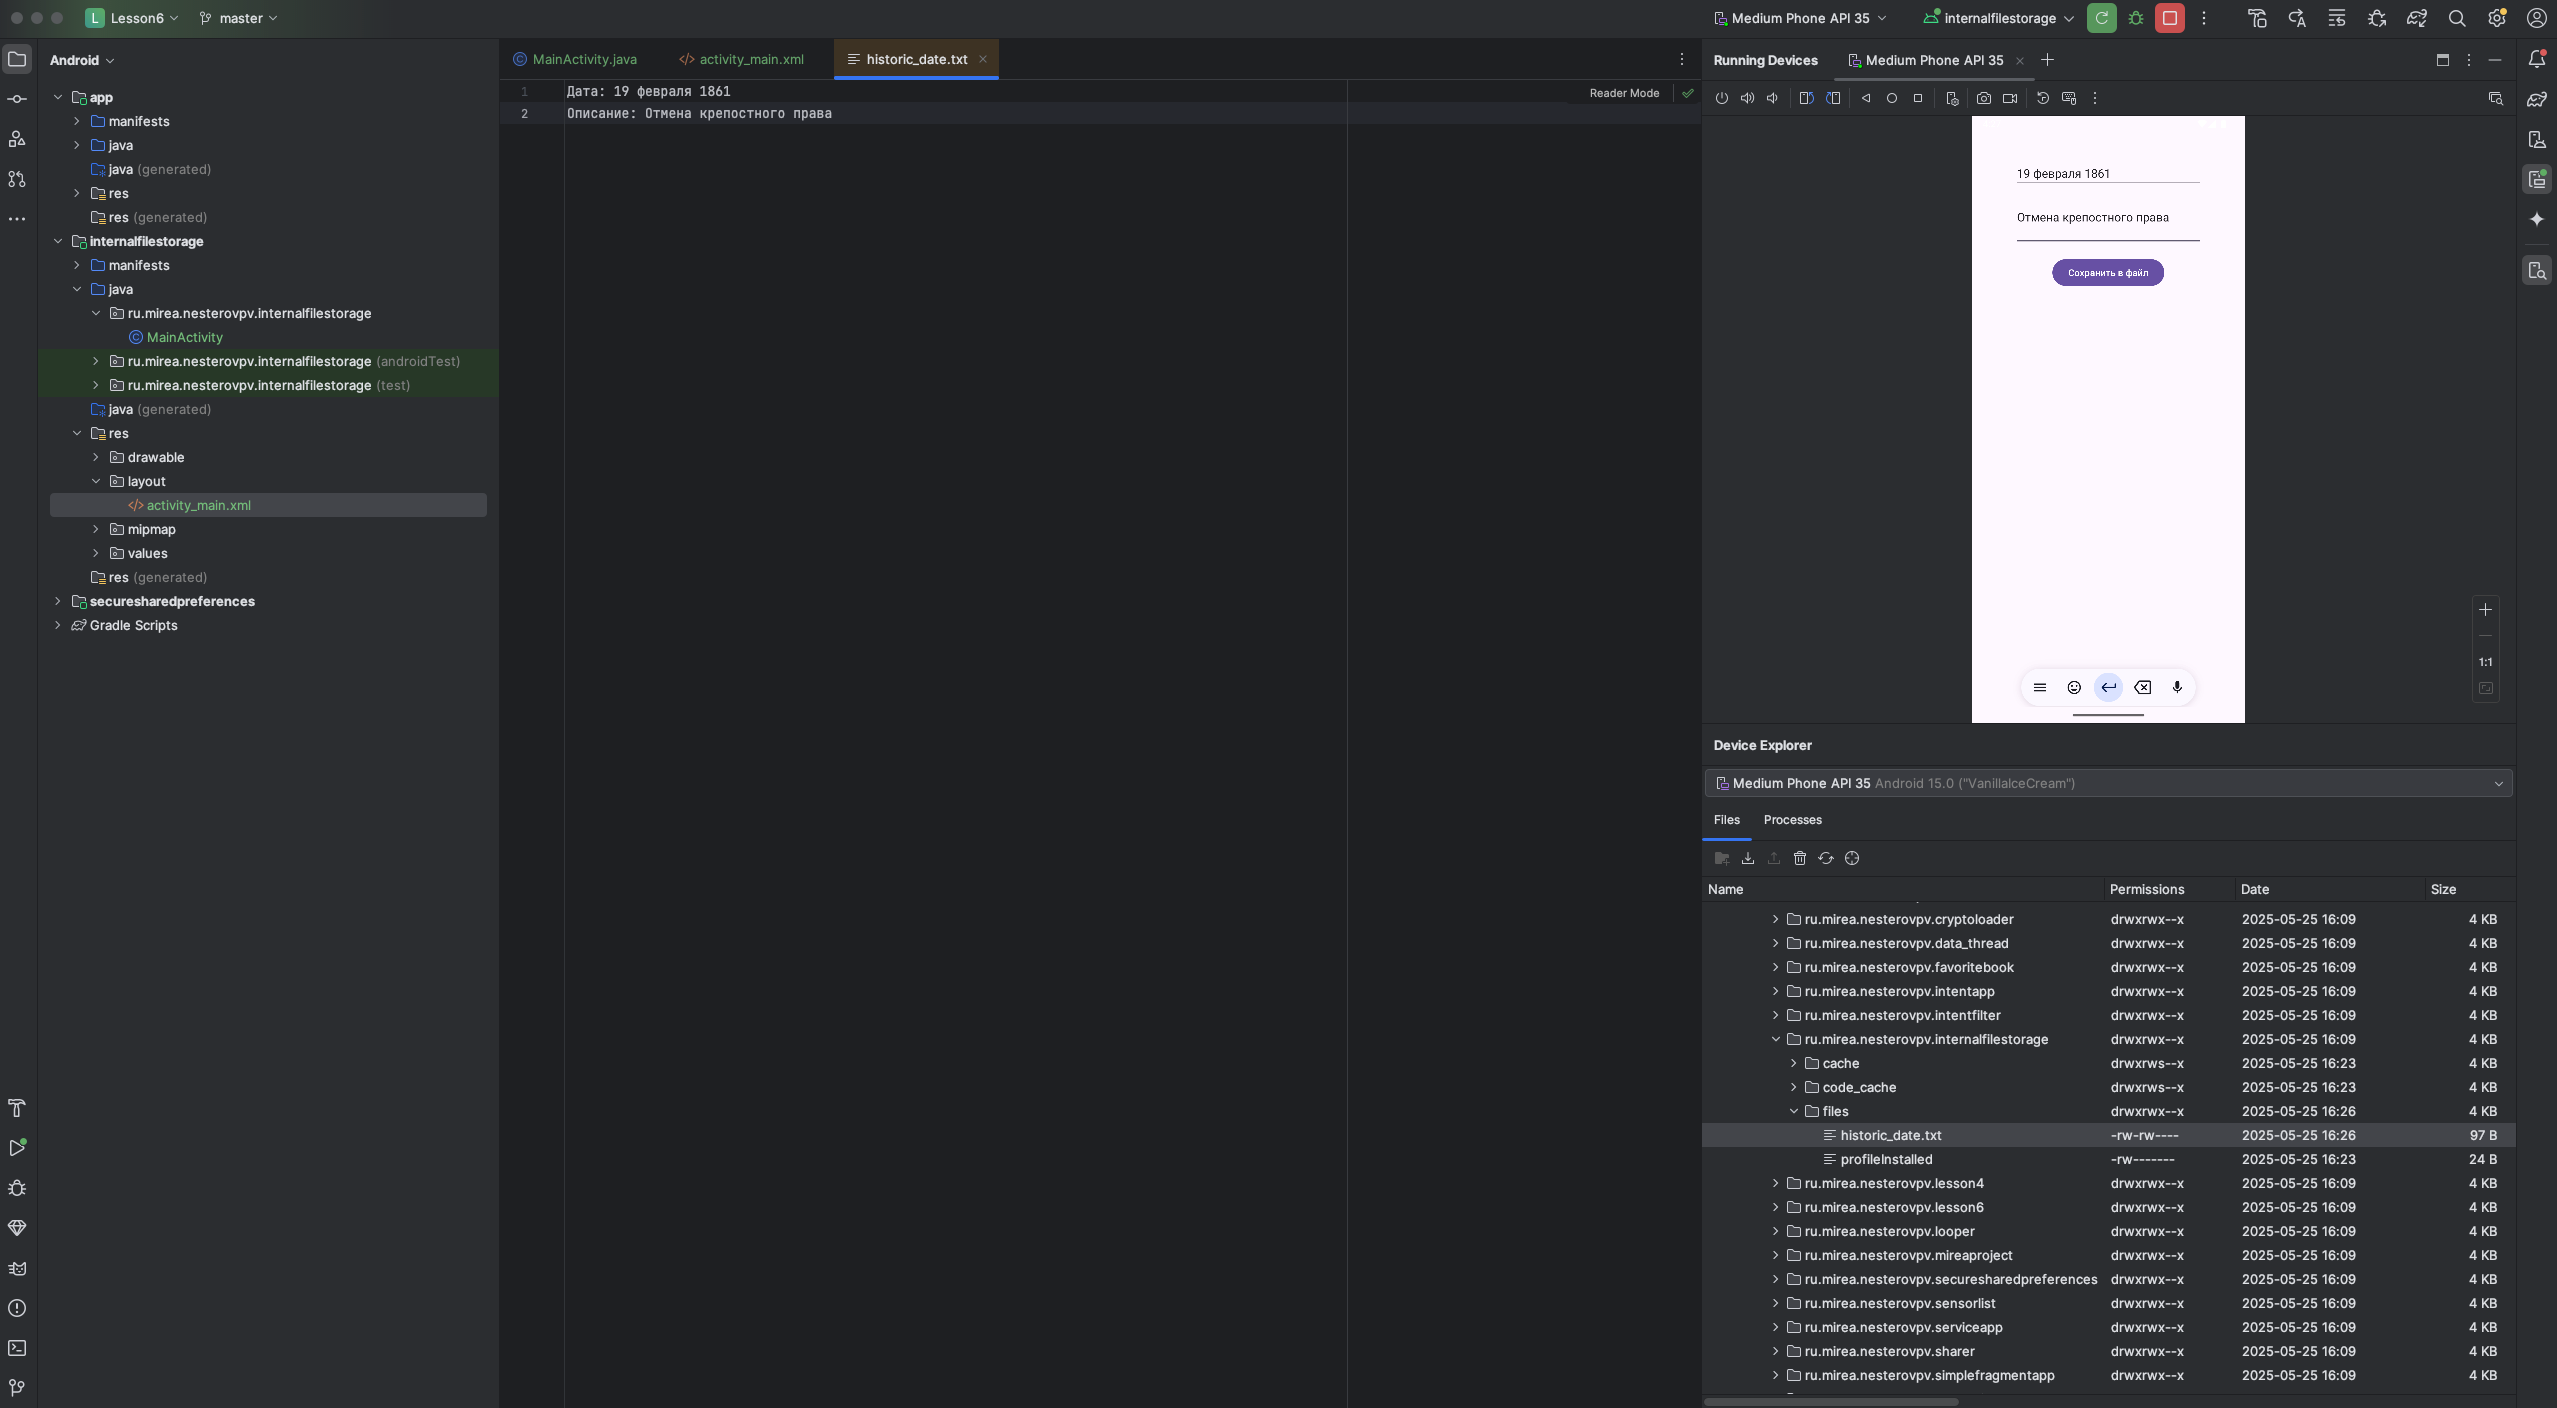 L Lesson6 master Medium Phone API 35 internalfilestorage
Android
app
manifests
java
java (generated)
res
res (generated)
internalfilestorage
manifests
java
ru.mirea.nesterovpv.internalfilestorage
MainActivity
ru.mirea.nesterovpv.internalfilestorage (androidTest)
ru.mirea.nesterovpv.internalfilestorage (test)
java (generated)
res
drawable
layout
activity_main.xml
mipmap
values
res (generated)
securesharedpreferences
Gradle Scripts
MainActivity.java activity_main.xml historic_date.txt
1 Дата: 19 февраля 1861
2 Описание: Отмена крепостного права
Reader Mode
Running Devices Medium Phone API 35
19 февраля 1861
Отмена крепостного права
Сохранить в файл
1:1
Device Explorer
Medium Phone API 35 Android 15.0 ("VanillaIceCream")
Files Processes
Name Permissions Date Size
ru.mirea.nesterovpv.cryptoloader drwxrwx--x 2025-05-25 16:09 4 KB
ru.mirea.nesterovpv.data_thread drwxrwx--x 2025-05-25 16:09 4 KB
ru.mirea.nesterovpv.favoritebook drwxrwx--x 2025-05-25 16:09 4 KB
ru.mirea.nesterovpv.intentapp drwxrwx--x 2025-05-25 16:09 4 KB
ru.mirea.nesterovpv.intentfilter drwxrwx--x 2025-05-25 16:09 4 KB
ru.mirea.nesterovpv.internalfilestorage drwxrwx--x 2025-05-25 16:09 4 KB
cache drwxrws--x 2025-05-25 16:23 4 KB
code_cache drwxrws--x 2025-05-25 16:23 4 KB
files drwxrwx--x 2025-05-25 16:26 4 KB
historic_date.txt -rw-rw---- 2025-05-25 16:26 97 B
profileInstalled -rw------- 2025-05-25 16:23 24 B
ru.mirea.nesterovpv.lesson4 drwxrwx--x 2025-05-25 16:09 4 KB
ru.mirea.nesterovpv.lesson6 drwxrwx--x 2025-05-25 16:09 4 KB
ru.mirea.nesterovpv.looper drwxrwx--x 2025-05-25 16:09 4 KB
ru.mirea.nesterovpv.mireaproject drwxrwx--x 2025-05-25 16:09 4 KB
ru.mirea.nesterovpv.securesharedpreferences drwxrwx--x 2025-05-25 16:09 4 KB
ru.mirea.nesterovpv.sensorlist drwxrwx--x 2025-05-25 16:09 4 KB
ru.mirea.nesterovpv.serviceapp drwxrwx--x 2025-05-25 16:09 4 KB
ru.mirea.nesterovpv.sharer drwxrwx--x 2025-05-25 16:09 4 KB
ru.mirea.nesterovpv.simplefragmentapp drwxrwx--x 2025-05-25 16:09 4 KB